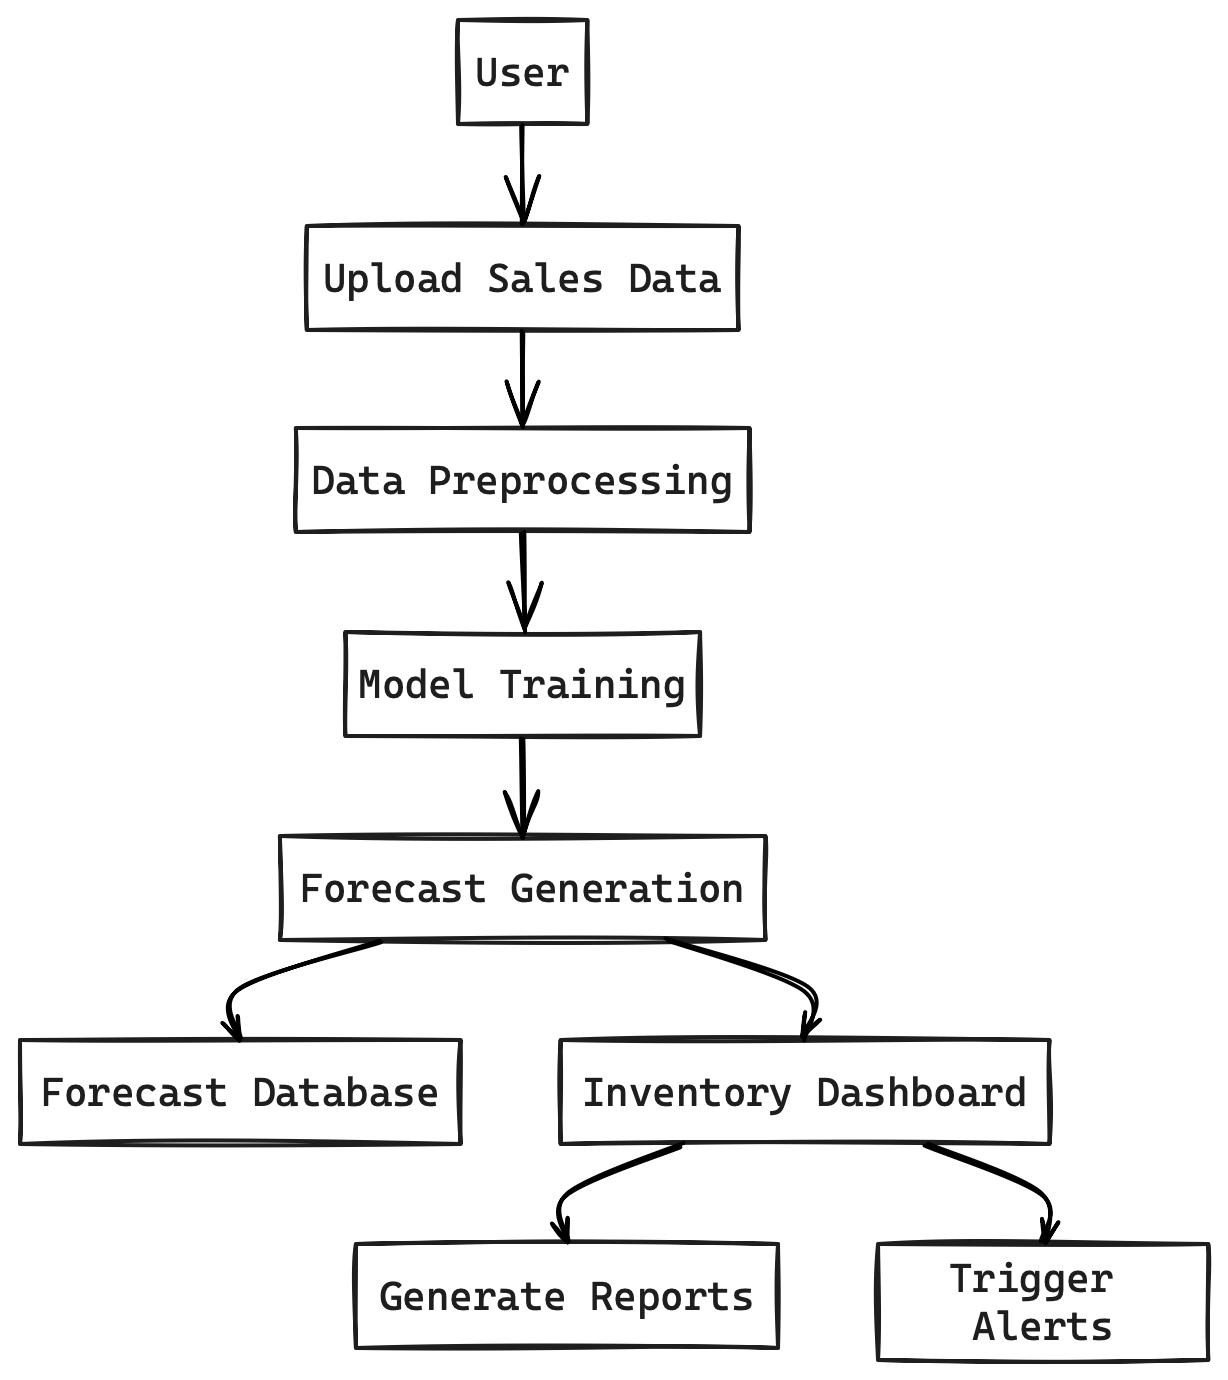 User
Upload Sales Data
Data Preprocessing
Model Training
Forecast Generation
Forecast Database
Inventory Dashboard
Generate Reports
Trigger
Alerts